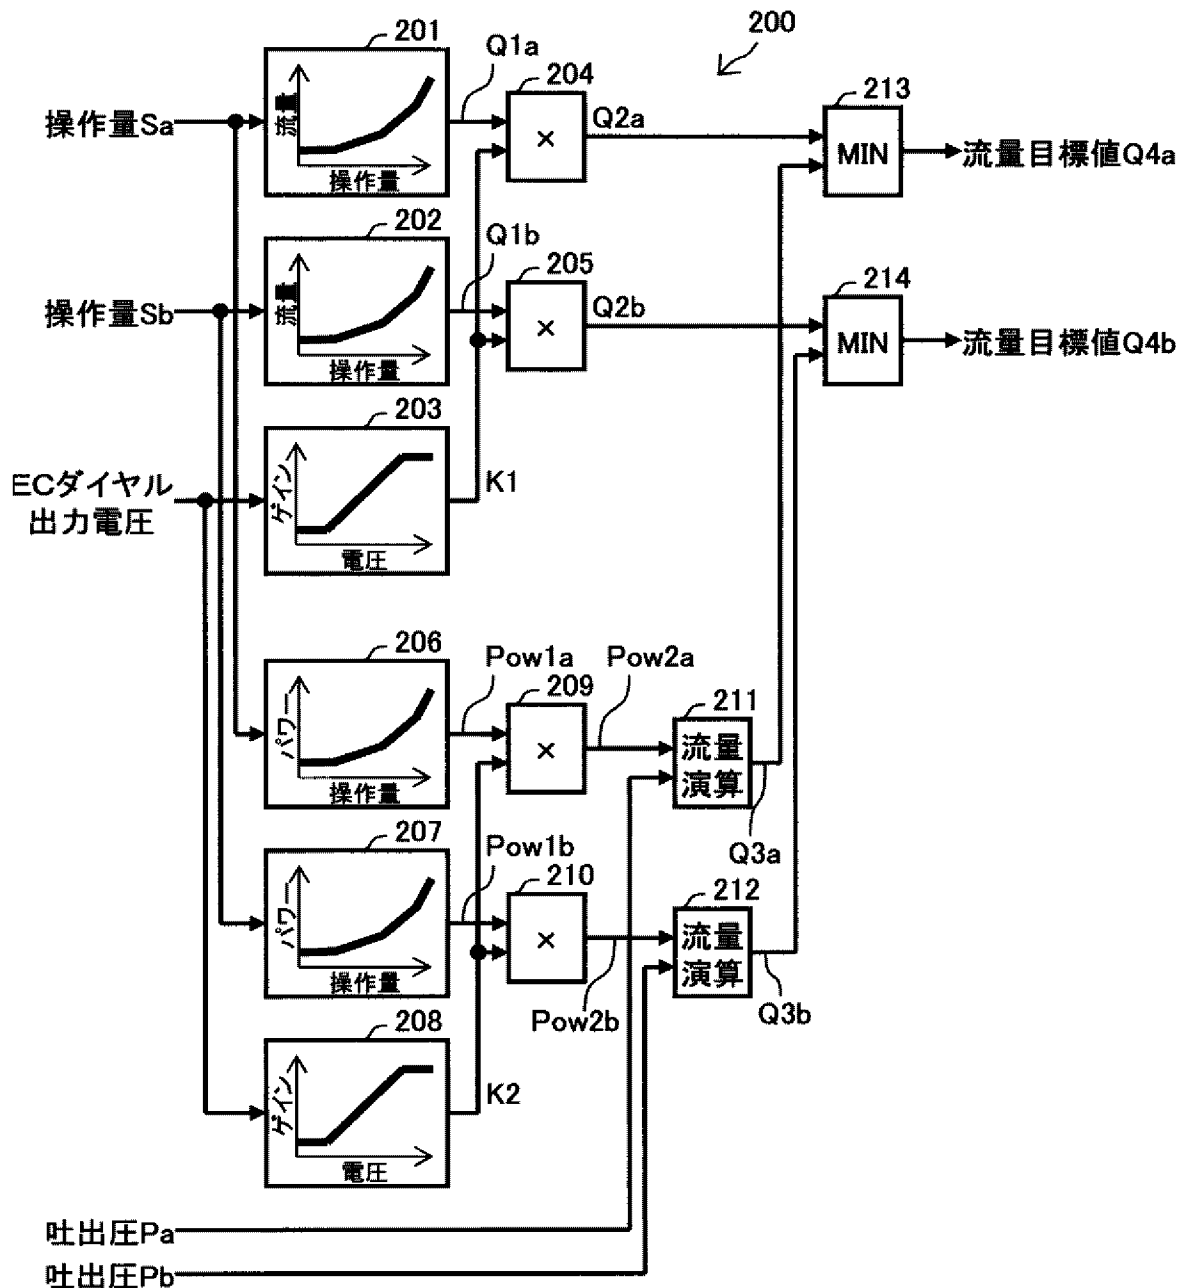 200
201
流量
操作量
操作量Sa
Q1a
204
×
Q2a
213
MIN
流量目標値Q4a
202
流量
操作量
操作量Sb
Q1b
205
×
Q2b
214
MIN
流量目標値Q4b
203
ゲイン
電圧
ECダイヤル
出力電圧
K1
206
パワー
操作量
Pow1a
209
×
Pow2a
211
流量
演算
Q3a
207
パワー
操作量
Pow1b
210
×
Pow2b
212
流量
演算
Q3b
208
ゲイン
電圧
K2
吐出圧Pa
吐出圧Pb